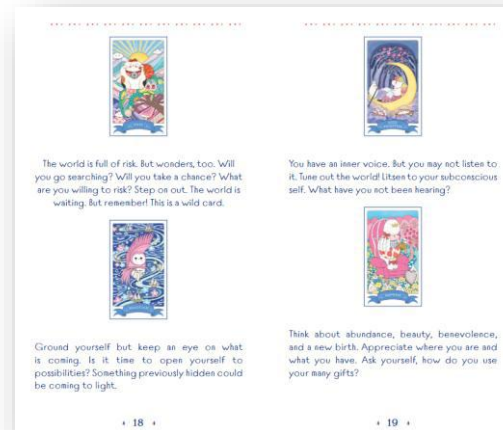 The world is full of risk. But wonders, too. Will
you go searching? Will you take a chance? What
are you willing to risk? Step on out. The world is
waiting. But remember! This is a wild card.
Ground yourself but keep an eye on what
is coming. Is it time to open yourself to
possibilities? Something previously hidden could
be coming to light.
18
You have an inner voice. But you may not listen to
it. Tune out the world! Litsen to your subconscious
self. What have you not been hearing?
Think about abundance, beauty, benevolence,
and a new birth. Appreciate where you are and
what you have. Ask yourself, how do you use
your many gifts?
19